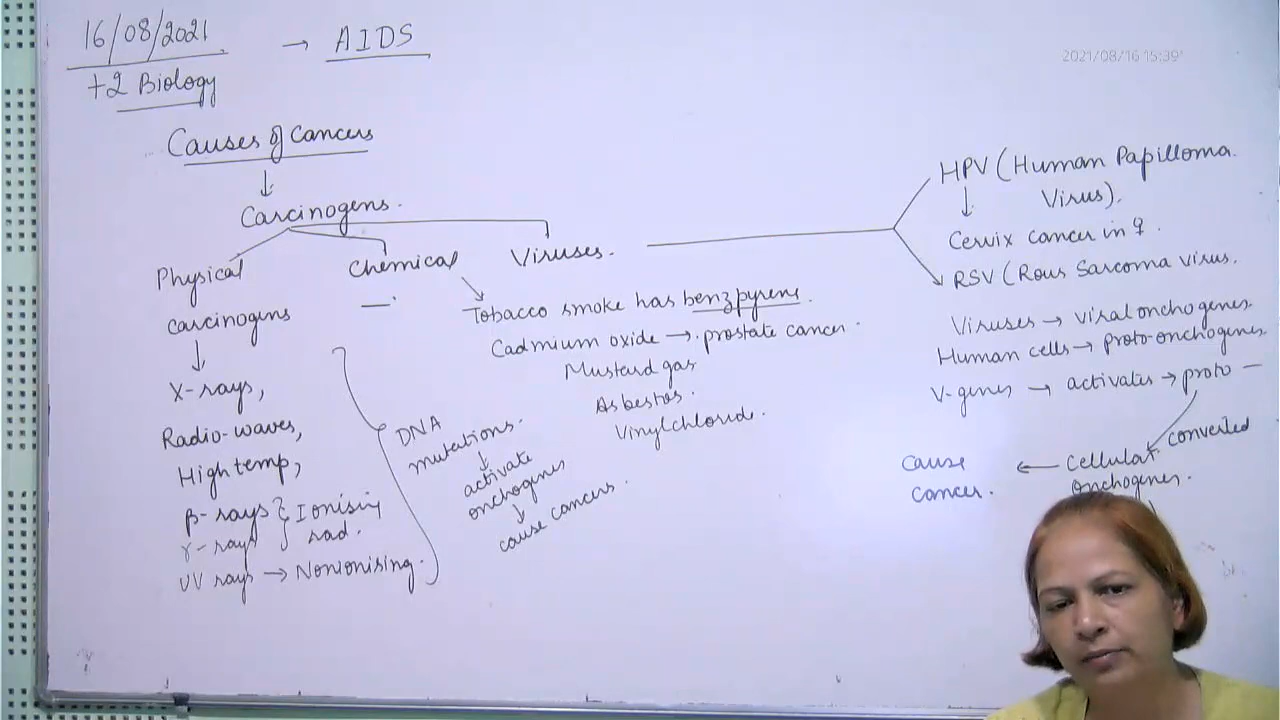 16/08/2021 → AIDS
+2 Biology
2021/08/16 15:39
Causes of Cancers
↓
Carcinogens.
Physical
carcinogens
↓
X-rays,
Radio-waves,
High temp,
β-rays } Ionising
γ-rays } rad.
UV rays → Nonionising.
DNA
mutations.
↓
activate
onchogenes
↓
cause cancers.
Chemical
Tobacco smoke has benzpyrens.
Cadmium oxide → prostate cancer.
Mustard gas
Asbestos.
Vinylchloride.
Viruses.
HPV (Human Papilloma
Virus).
↓
Cervix cancer in ♀.
RSV (Rous Sarcoma Virus.
Viruses → viral onchogenes.
Human cells → proto-onchogenes.
V-genes → activates → proto –
converted
Cause ← cellular
cancer. onchogenes.